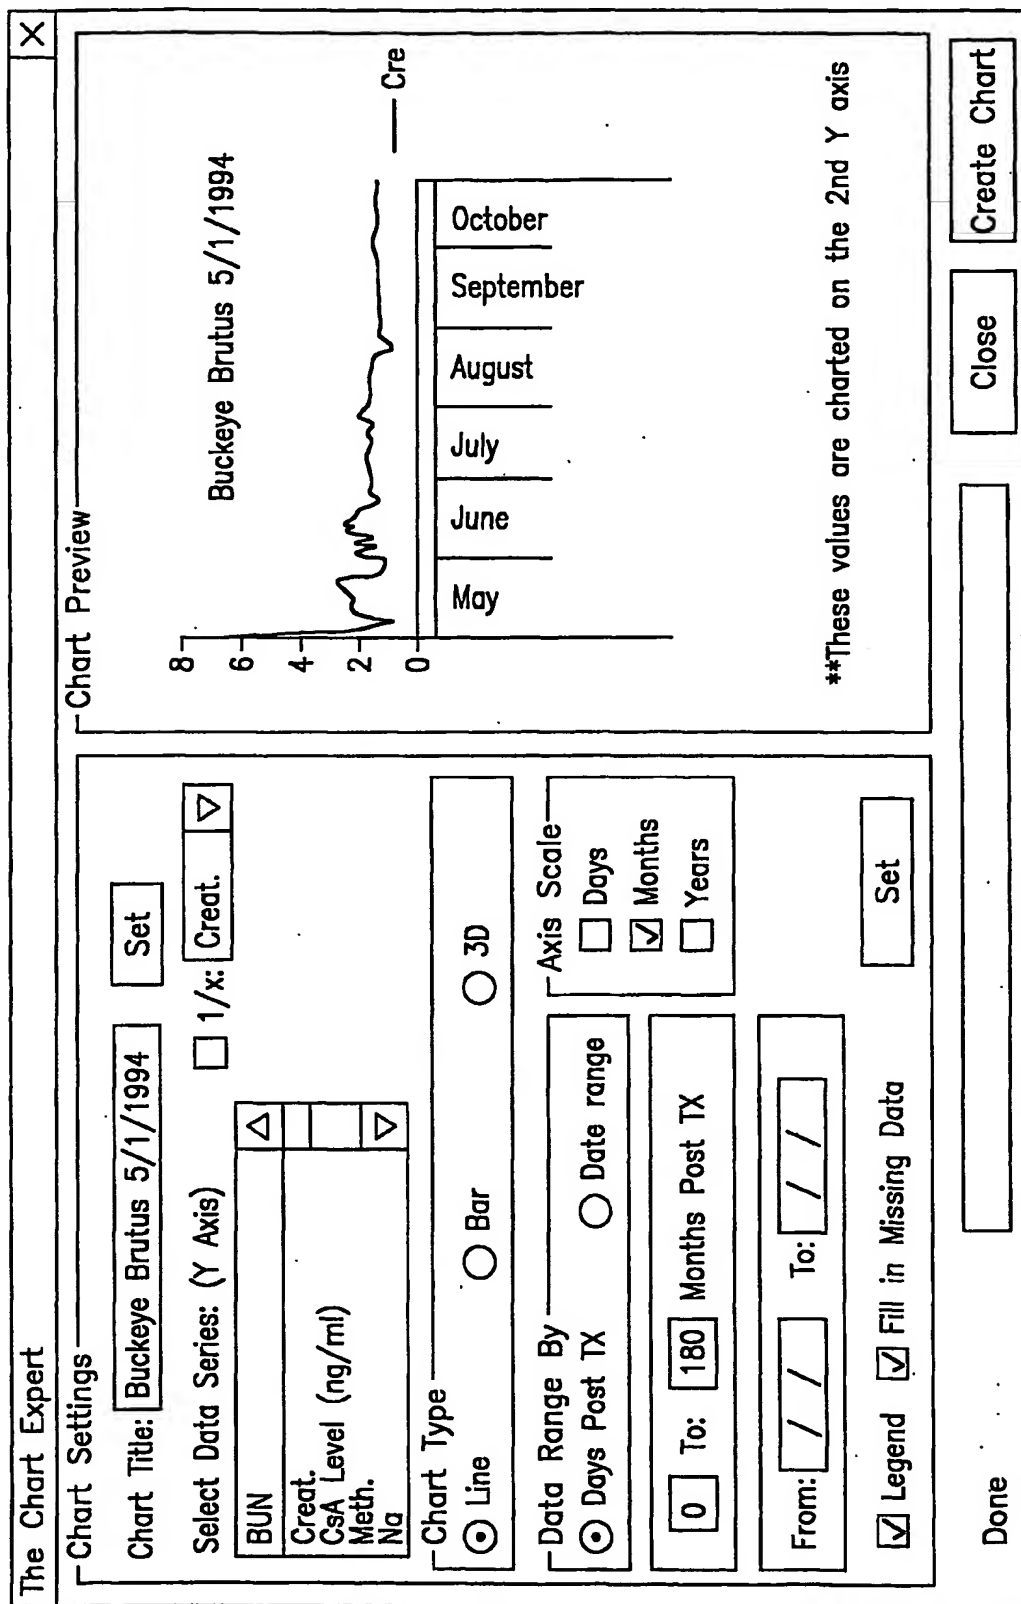 The Chart Expert
X
Chart Settings
Chart Title: Buckeye Brutus 5/1/1994 Set
Select Data Series: (Y Axis)
1/x: Creat.
BUN
Creat.
CsA Level (ng/ml)
Meth.
Na
Chart Type
Line Bar 3D
Data Range By
Days Post TX Date range
0 To: 180 Months Post TX
From: / / To: / /
Axis Scale
Days
Months
Years
Legend Fill in Missing Data Set
Chart Preview
Buckeye Brutus 5/1/1994
8
6
4
2
0
Cre
May June July August September October
**These values are charted on the 2nd Y axis
Done Close Create Chart